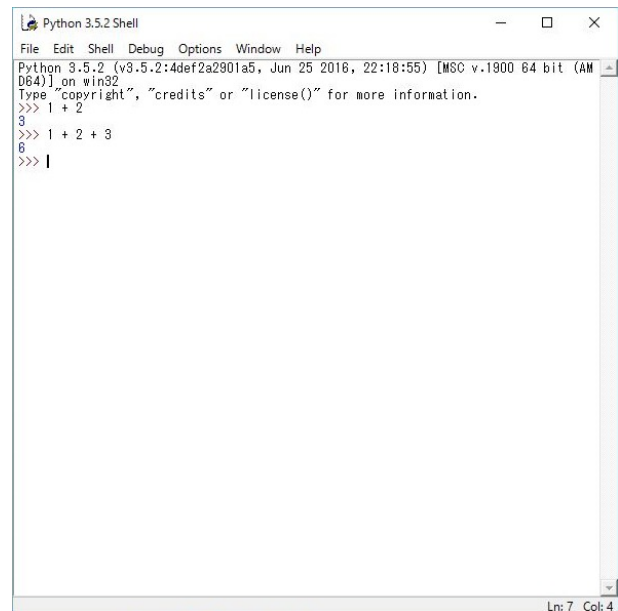 Python 3.5.2 Shell
File Edit Shell Debug Options Window Help
Python 3.5.2 (v3.5.2:4def2a2901a5, Jun 25 2016, 22:18:55) [MSC v.1900 64 bit (AM
D64)] on win32
Type "copyright", "credits" or "license()" for more information.
>>> 1 + 2
3
>>> 1 + 2 + 3
6
>>>
Ln: 7 Col: 4